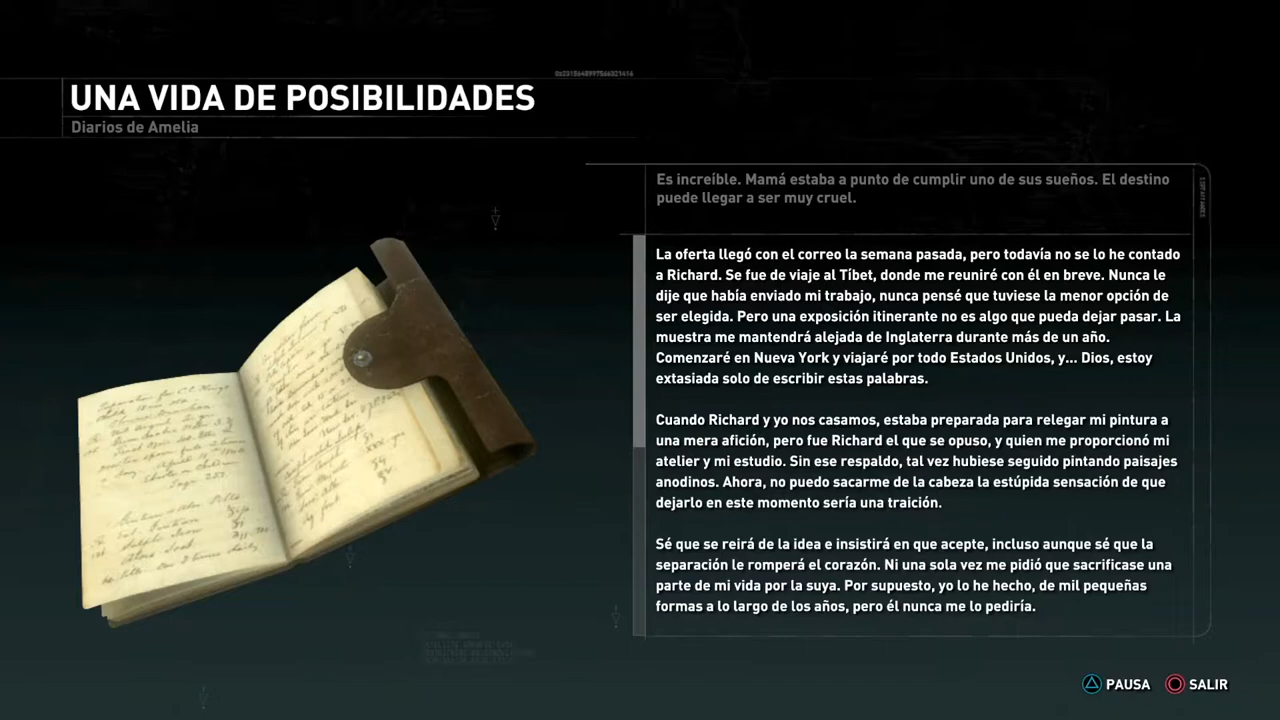 UNA VIDA DE POSIBILIDADES
Diarios de Amelia
Es increíble. Mamá estaba a punto de cumplir uno de sus sueños. El destino
puede llegar a ser muy cruel.
La oferta llegó con el correo la semana pasada, pero todavía no se lo he contado
a Richard. Se fue de viaje al Tíbet, donde me reuniré con él en breve. Nunca le
dije que había enviado mi trabajo, nunca pensé que tuviese la menor opción de
ser elegida. Pero una exposición itinerante no es algo que pueda dejar pasar. La
muestra me mantendrá alejada de Inglaterra durante más de un año.
Comenzaré en Nueva York y viajaré por todo Estados Unidos, y... Dios, estoy
extasiada solo de escribir estas palabras.
Cuando Richard y yo nos casamos, estaba preparada para relegar mi pintura a
una mera afición, pero fue Richard el que se opuso, y quien me proporcionó mi
atelier y mi estudio. Sin ese respaldo, tal vez hubiese seguido pintando paisajes
anodinos. Ahora, no puedo sacarme de la cabeza la estúpida sensación de que
dejarlo en este momento sería una traición.
Sé que se reirá de la idea e insistirá en que acepte, incluso aunque sé que la
separación le romperá el corazón. Ni una sola vez me pidió que sacrificase una
parte de mi vida por la suya. Por supuesto, yo lo he hecho, de mil pequeñas
formas a lo largo de los años, pero él nunca me lo pediría.
PAUSA SALIR